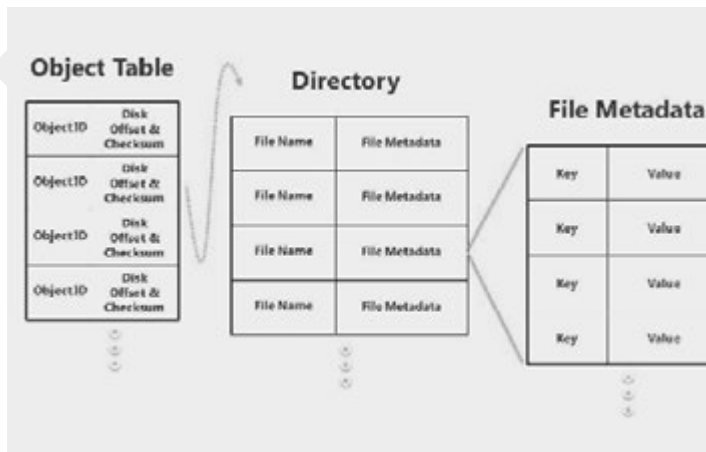 Object Table
ObjectID
Disk
Offset &
Checksum
ObjectID
Disk
Offset &
Checksum
ObjectID
Disk
Offset &
Checksum
ObjectID
Disk
Offset &
Checksum
Directory
File Name
File Metadata
File Name
File Metadata
File Name
File Metadata
File Name
File Metadata
File Metadata
Key
Value
Key
Value
Key
Value
Key
Value